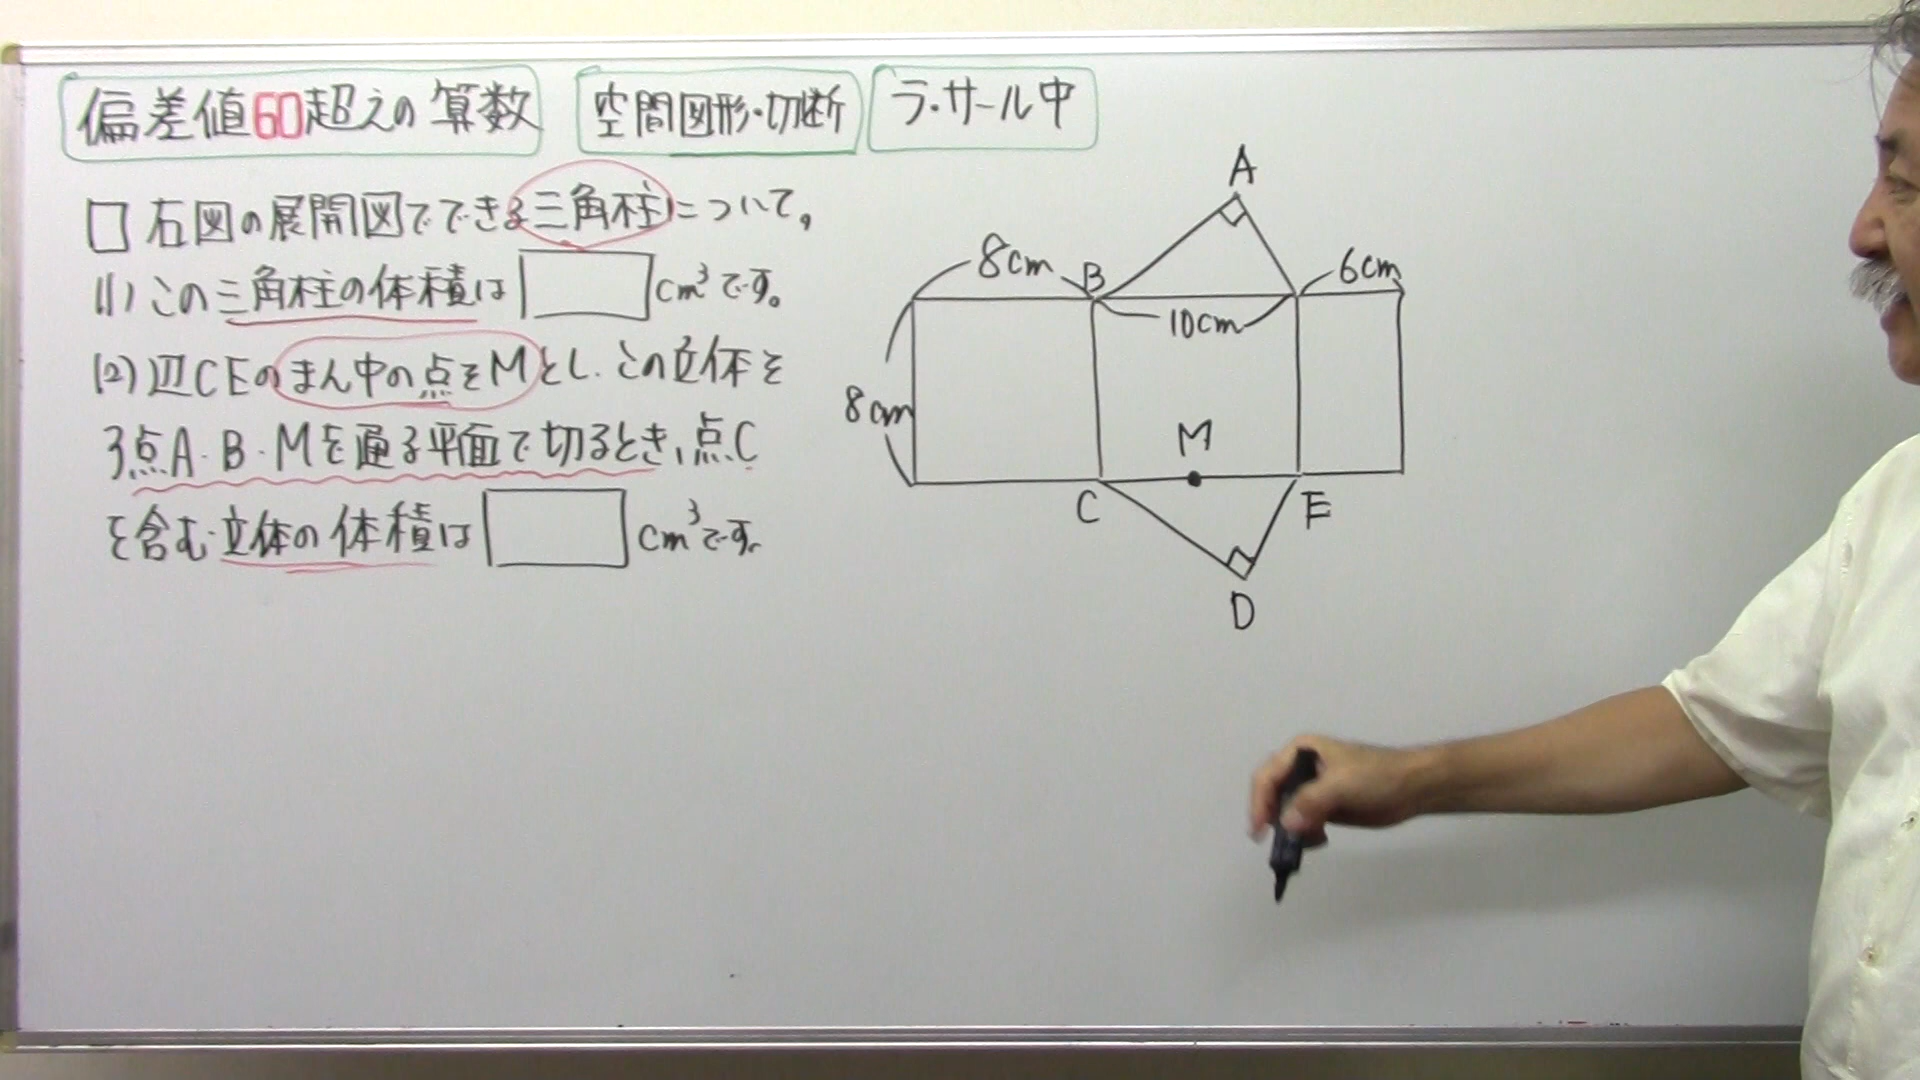 偏差値60超えの算数
空間図形・切断
ラ・サール中
□ 右図の展開図でできる三角柱について。
(1) この三角柱の体積は□cm³です。
(2) 辺CEのまん中の点をMとし、この立体を
3点A・B・Mを通る平面で切るとき、点C
を含む立体の体積は□cm³です。
A
8cm
B
6cm
10cm
8cm
M
C
E
D